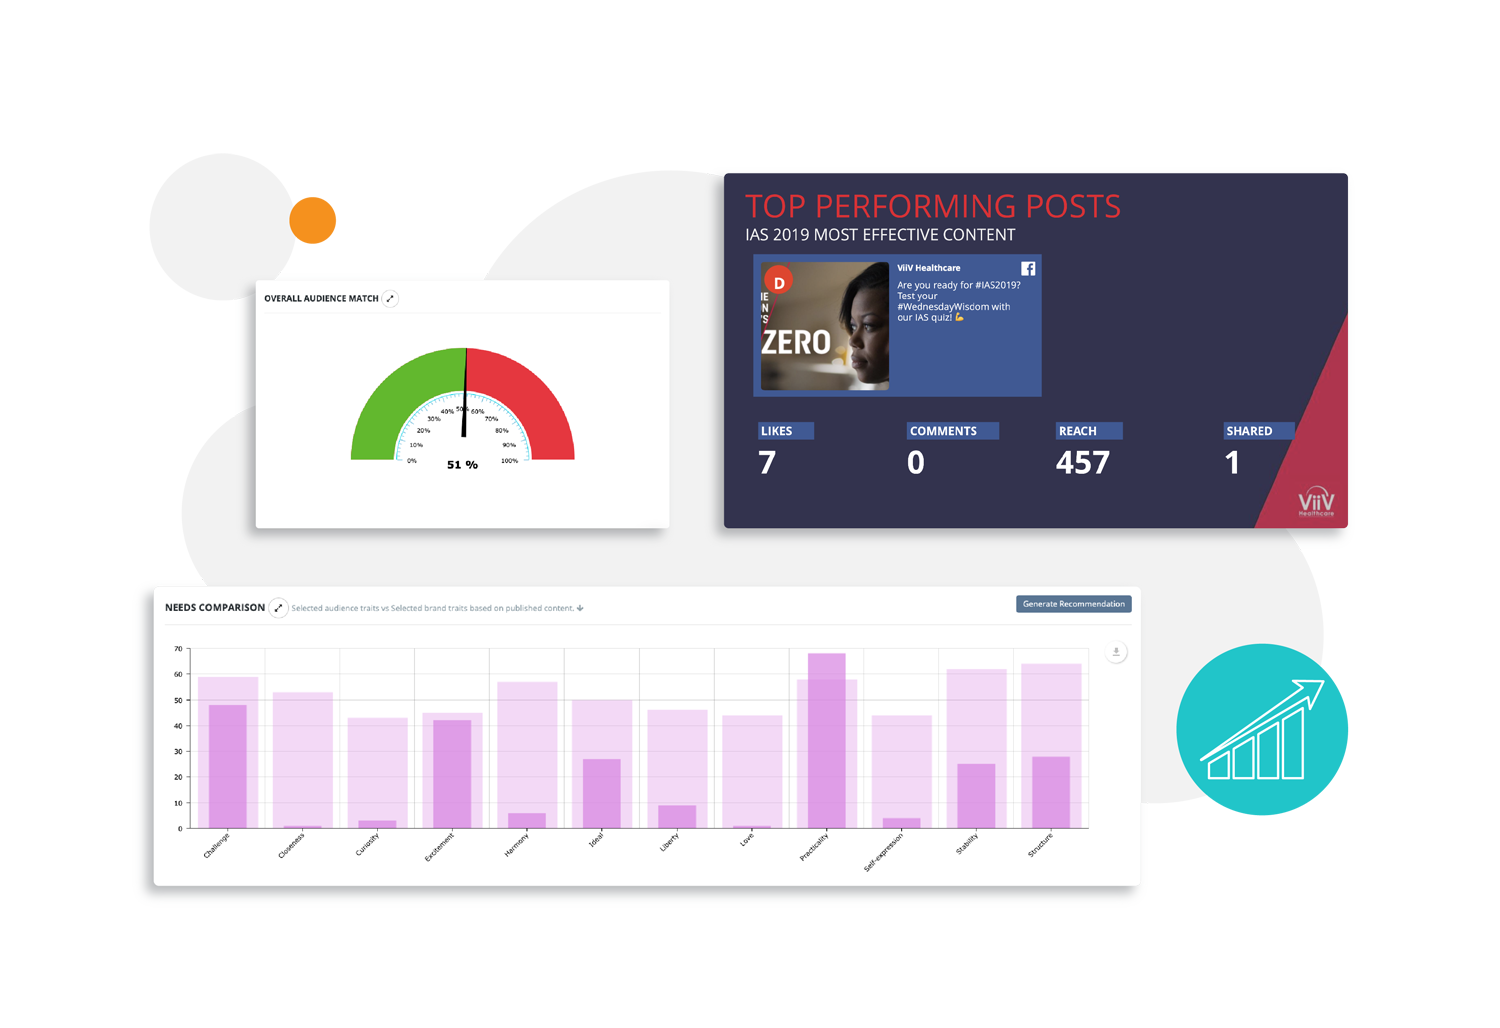 TOP PERFORMING POSTS
IAS 2019 MOST EFFECTIVE CONTENT
D
IE
N
'S
ZERO
ViiV Healthcare
Are you ready for #IAS2019?
Test your
#WednesdayWisdom with
our IAS quiz! 💪
LIKES
7
COMMENTS
0
REACH
457
SHARED
1
ViiV
Healthcare
OVERALL AUDIENCE MATCH
0%
10%
20%
30%
40%
50%
60%
70%
80%
90%
100%
51 %
NEEDS COMPARISON
Selected audience traits vs Selected brand traits based on published content.
Generate Recommendation
70
60
50
40
30
20
10
0
Challenge
Closeness
Curiosity
Excitement
Harmony
Ideal
Liberty
Love
Practicality
Self-expression
Stability
Structure